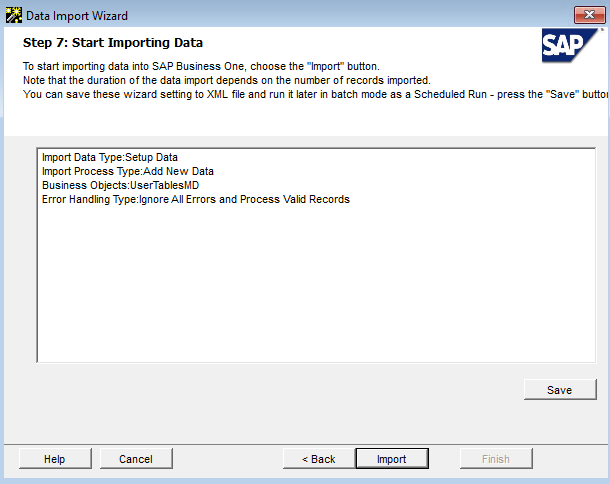 Data Import Wizard
Step 7: Start Importing Data
SAP
To start importing data into SAP Business One, choose the "Import" button.
Note that the duration of the data import depends on the number of records imported.
You can save these wizard setting to XML file and run it later in batch mode as a Scheduled Run - press the "Save" butto
Import Data Type:Setup Data
Import Process Type:Add New Data
Business Objects:UserTablesMD
Error Handling Type:Ignore All Errors and Process Valid Records
Save
Help
Cancel
< Back
Import
Finish